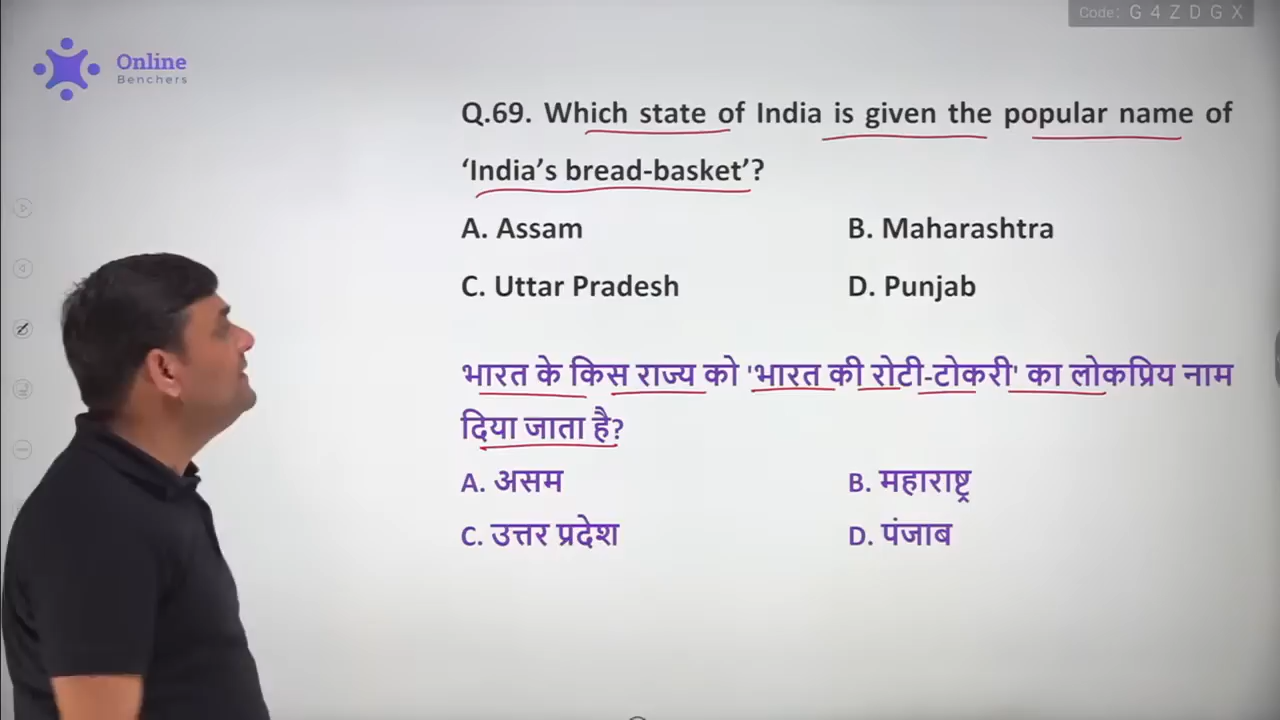 Code: G 4 Z D G X
Online
Benchers
Q.69. Which state of India is given the popular name of
‘India’s bread-basket’?
A. Assam B. Maharashtra
C. Uttar Pradesh D. Punjab
भारत के किस राज्य को 'भारत की रोटी-टोकरी' का लोकप्रिय नाम
दिया जाता है?
A. असम B. महाराष्ट्र
C. उत्तर प्रदेश D. पंजाब